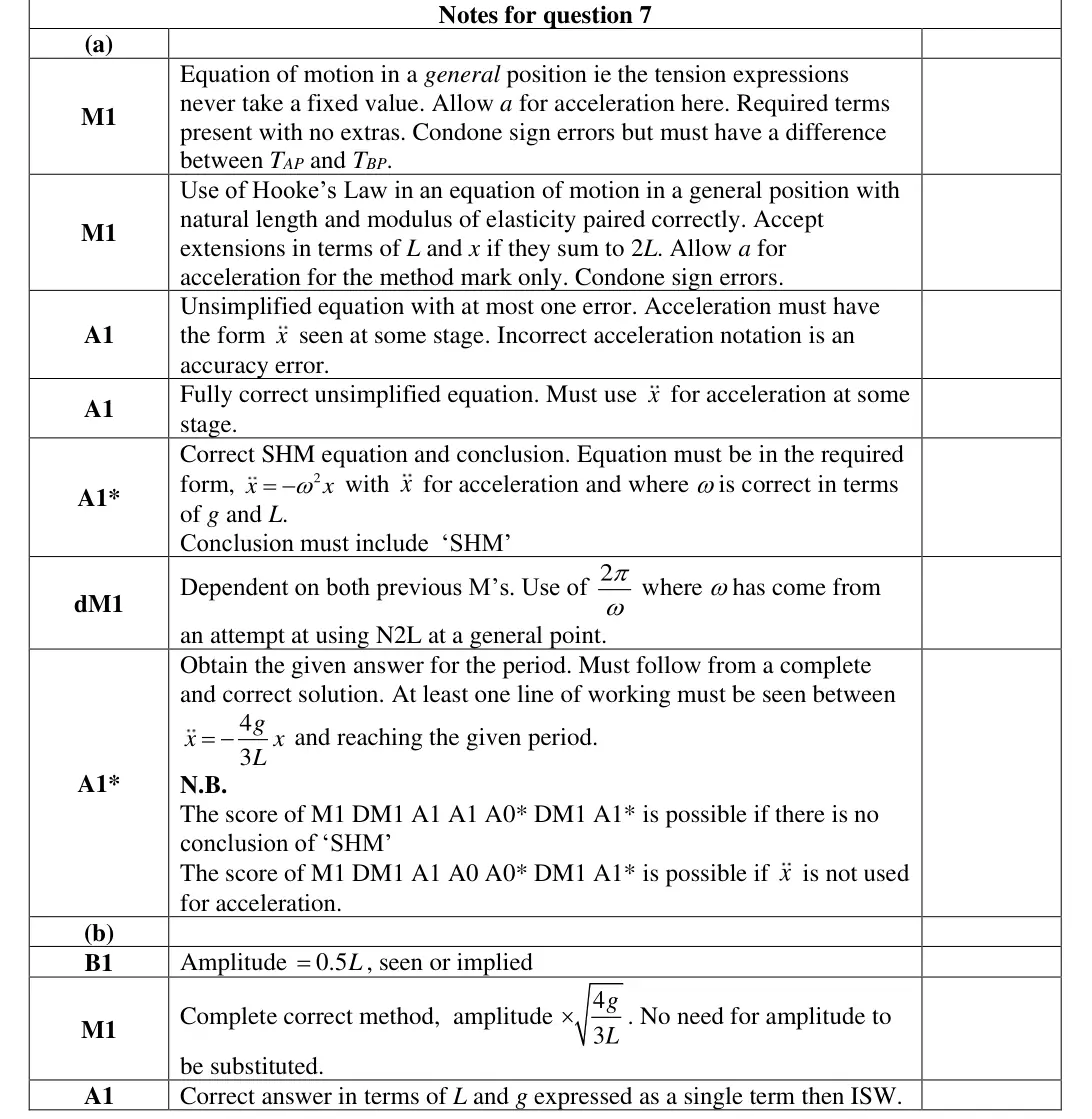 Notes for question 7
(a)
M1
Equation of motion in a general position ie the tension expressions
never take a fixed value. Allow a for acceleration here. Required terms
present with no extras. Condone sign errors but must have a difference
between T_AP and T_BP.
M1
Use of Hooke’s Law in an equation of motion in a general position with
natural length and modulus of elasticity paired correctly. Accept
extensions in terms of L and x if they sum to 2L. Allow a for
acceleration for the method mark only. Condone sign errors.
A1
Unsimplified equation with at most one error. Acceleration must have
the form ẍ seen at some stage. Incorrect acceleration notation is an
accuracy error.
A1
Fully correct unsimplified equation. Must use ẍ for acceleration at some
stage.
A1*
Correct SHM equation and conclusion. Equation must be in the required
form, ẍ = −ω²x with ẍ for acceleration and where ω is correct in terms
of g and L.
Conclusion must include ‘SHM’
dM1
Dependent on both previous M’s. Use of 2π/ω where ω has come from
an attempt at using N2L at a general point.
A1*
Obtain the given answer for the period. Must follow from a complete
and correct solution. At least one line of working must be seen between
ẍ = −4g/3L x and reaching the given period.
N.B.
The score of M1 DM1 A1 A1 A0* DM1 A1* is possible if there is no
conclusion of ‘SHM’
The score of M1 DM1 A1 A0 A0* DM1 A1* is possible if ẍ is not used
for acceleration.
(b)
B1
Amplitude = 0.5L, seen or implied
M1
Complete correct method, amplitude ×√(4g/3L). No need for amplitude to
be substituted.
A1
Correct answer in terms of L and g expressed as a single term then ISW.